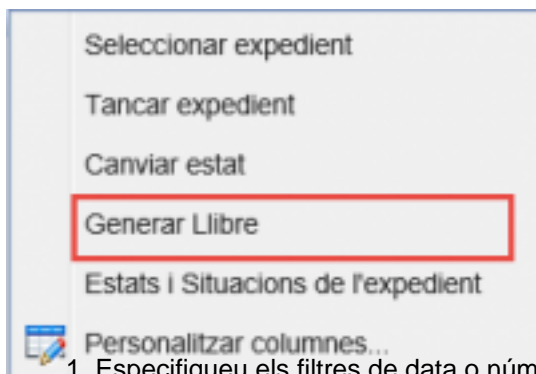 Seleccionar expedient
Tancar expedient
Canviar estat
Generar Llibre
Estats i Situacions de l'expedient
Personalitzar columnes...
1. Especifiqueu els filtres de data o núm